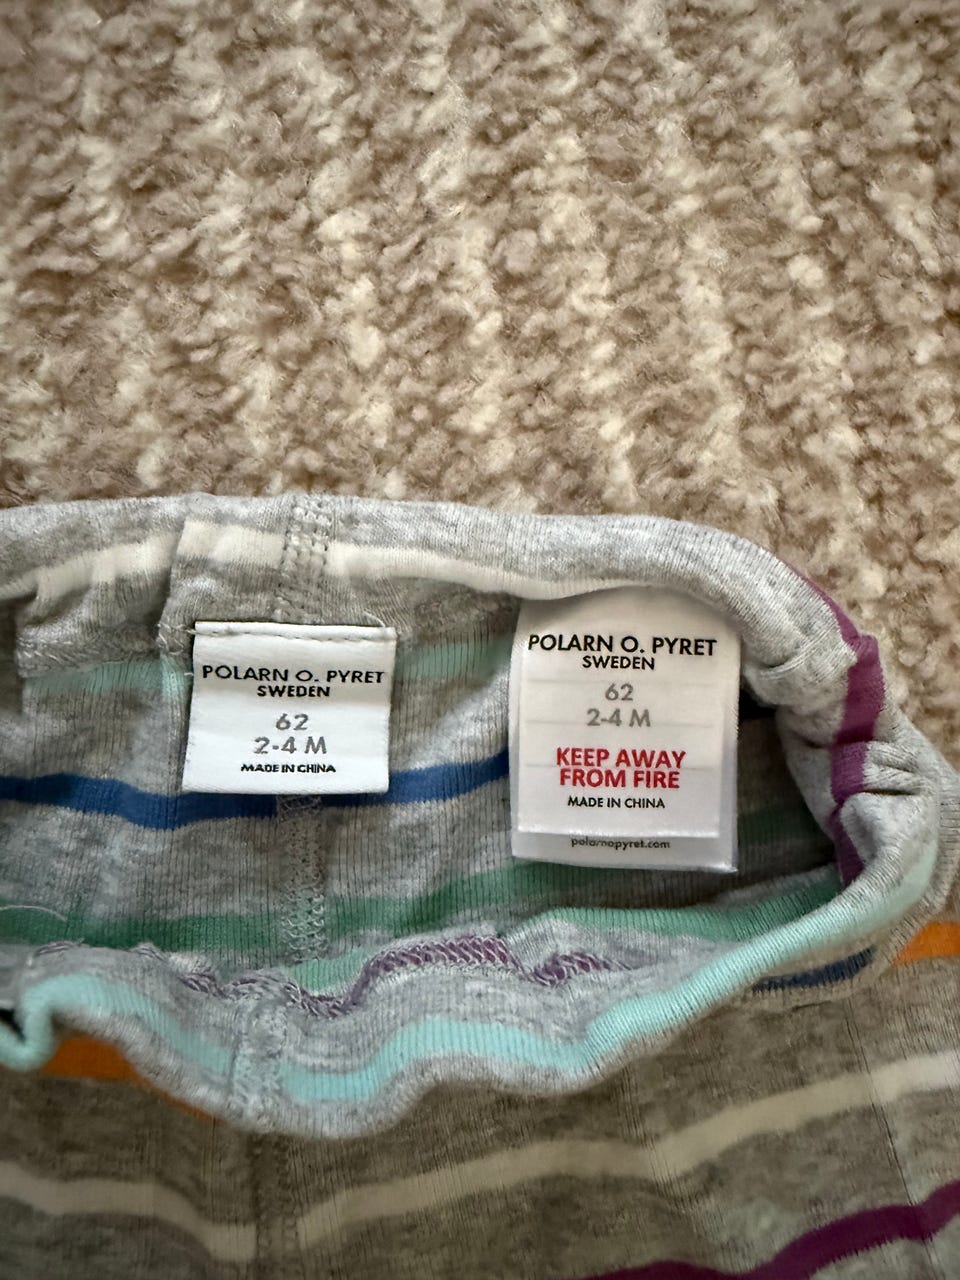 POLARN O. PYRET
SWEDEN
62
2-4 M
MADE IN CHINA
POLARN O. PYRET
SWEDEN
62
2-4 M
KEEP AWAY
FROM FIRE
MADE IN CHINA
polarnopyret.com